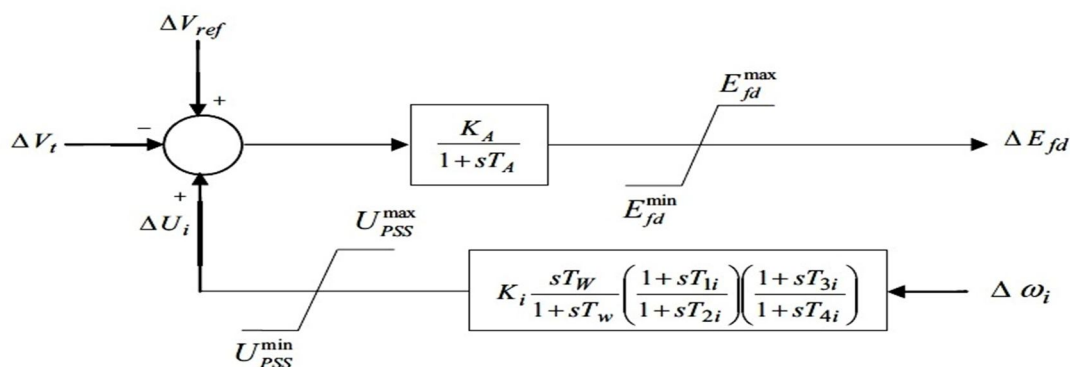 ΔV_ref
+
ΔV_t
−
K_A / (1 + sT_A)
E_fd^max
E_fd^min
ΔE_fd
+
ΔU_i
U_PSS^max
U_PSS^min
K_i sT_W / (1 + sT_w) ((1 + sT_1i) / (1 + sT_2i)) ((1 + sT_3i) / (1 + sT_4i))
Δ ω_i